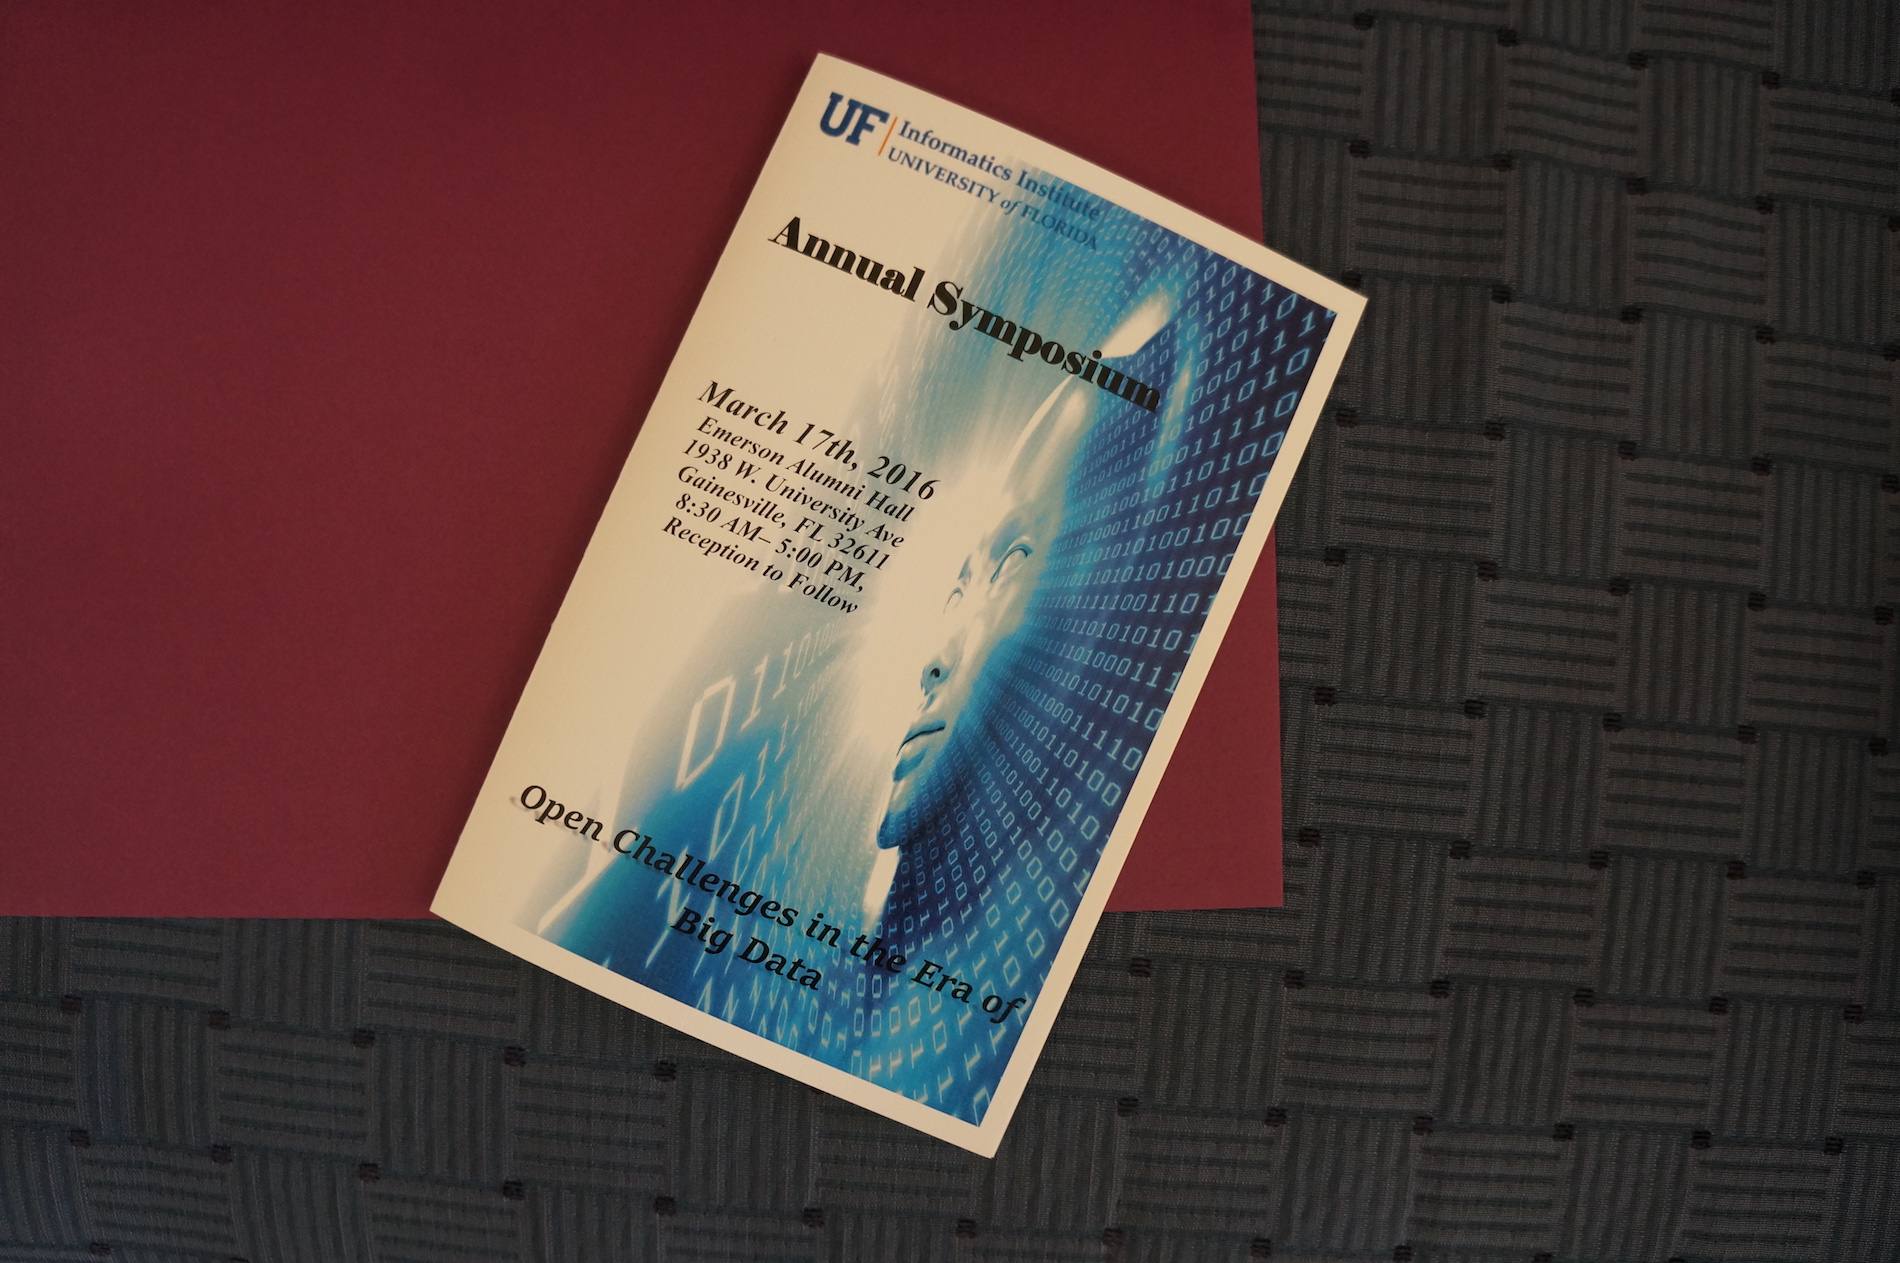 UF Informatics Institute
UNIVERSITY of FLORIDA
Annual Symposium
March 17th, 2016
Emerson Alumni Hall
1938 W. University Ave
Gainesville, FL 32611
8:30 AM– 5:00 PM,
Reception to Follow
Open Challenges in the Era of
Big Data